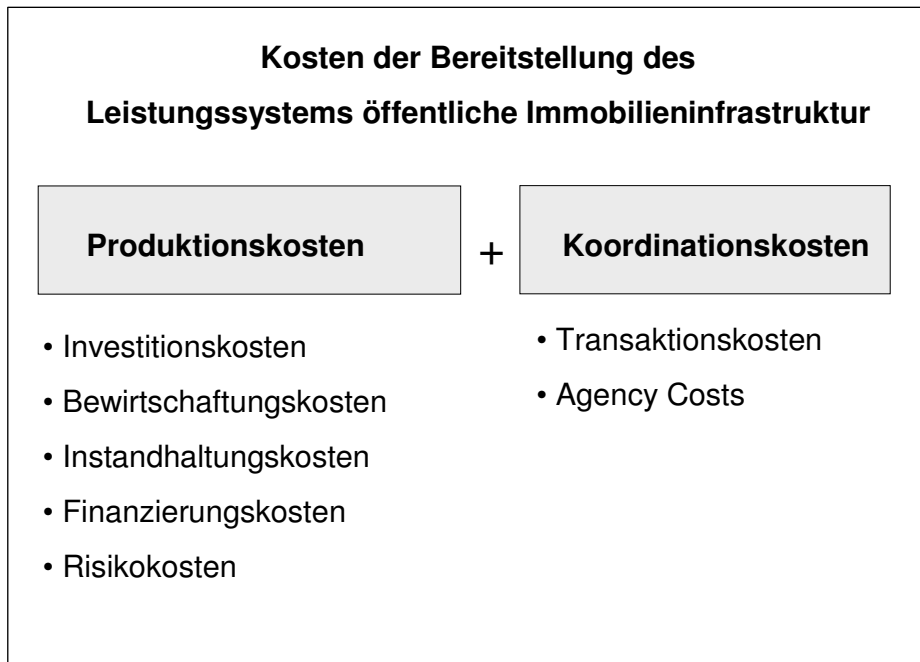 Kosten der Bereitstellung des
Leistungssystems öffentliche Immobilieninfrastruktur
Produktionskosten
+
Koordinationskosten
• Investitionskosten
• Bewirtschaftungskosten
• Instandhaltungskosten
• Finanzierungskosten
• Risikokosten
• Transaktionskosten
• Agency Costs